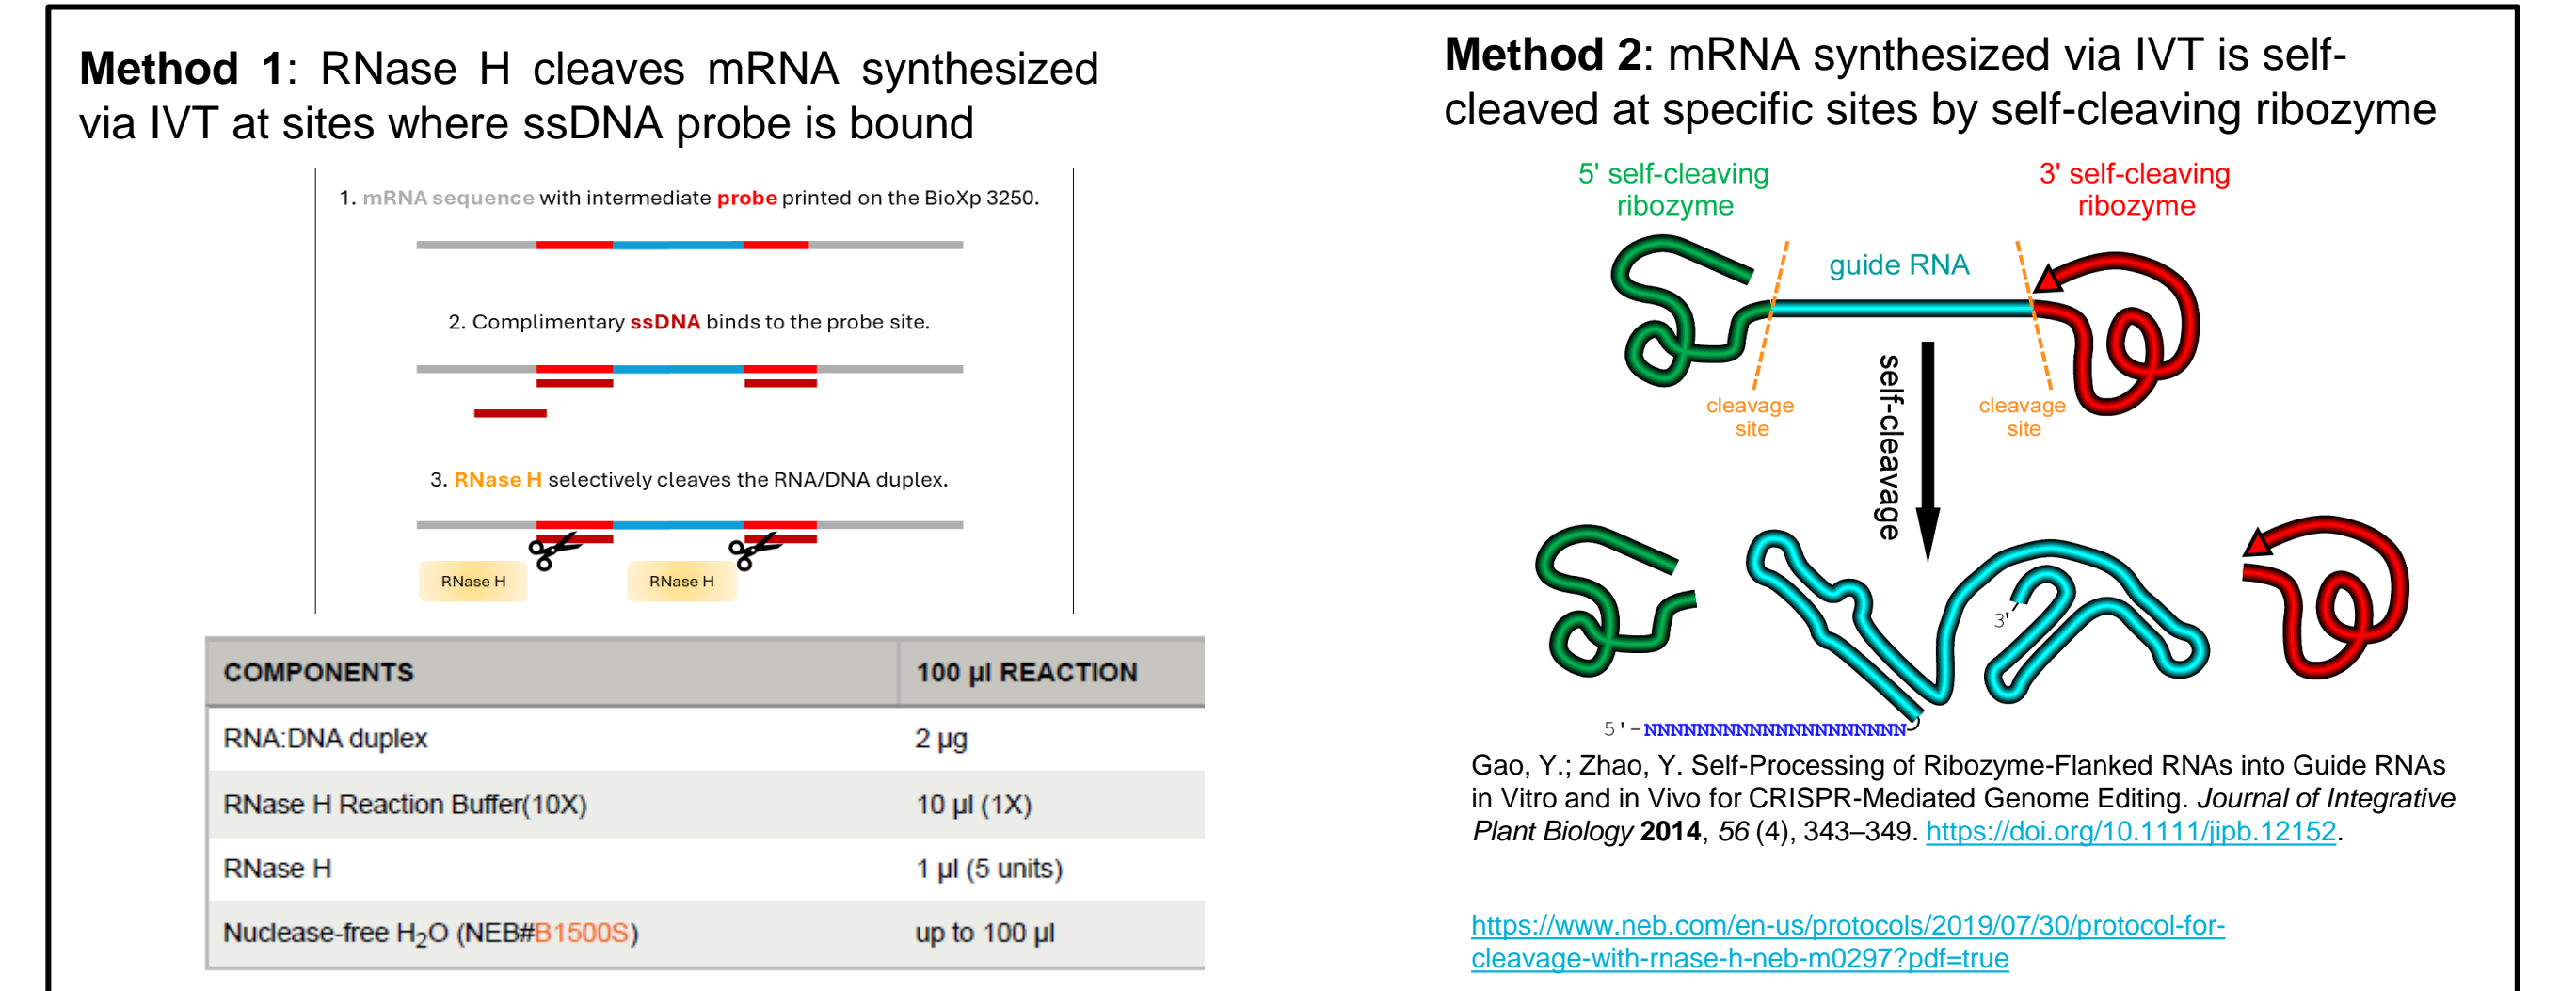 Method 1: RNase H cleaves mRNA synthesized
via IVT at sites where ssDNA probe is bound
1. mRNA sequence with intermediate probe printed on the BioXp 3250.
2. Complimentary ssDNA binds to the probe site.
3. RNase H selectively cleaves the RNA/DNA duplex.
RNase H
RNase H
COMPONENTS
100 µl REACTION
RNA:DNA duplex
2 µg
RNase H Reaction Buffer(10X)
10 µl (1X)
RNase H
1 µl (5 units)
Nuclease-free H₂O (NEB#B1500S)
up to 100 µl
Method 2: mRNA synthesized via IVT is self-
cleaved at specific sites by self-cleaving ribozyme
5' self-cleaving
ribozyme
3' self-cleaving
ribozyme
guide RNA
cleavage
site
cleavage
site
self-cleavage
3'
5'-NNNNNNNNNNNNNNNNNNNN
Gao, Y.; Zhao, Y. Self-Processing of Ribozyme-Flanked RNAs into Guide RNAs
in Vitro and in Vivo for CRISPR-Mediated Genome Editing. Journal of Integrative
Plant Biology 2014, 56 (4), 343–349. https://doi.org/10.1111/jipb.12152.
https://www.neb.com/en-us/protocols/2019/07/30/protocol-for-
cleavage-with-rnase-h-neb-m0297?pdf=true